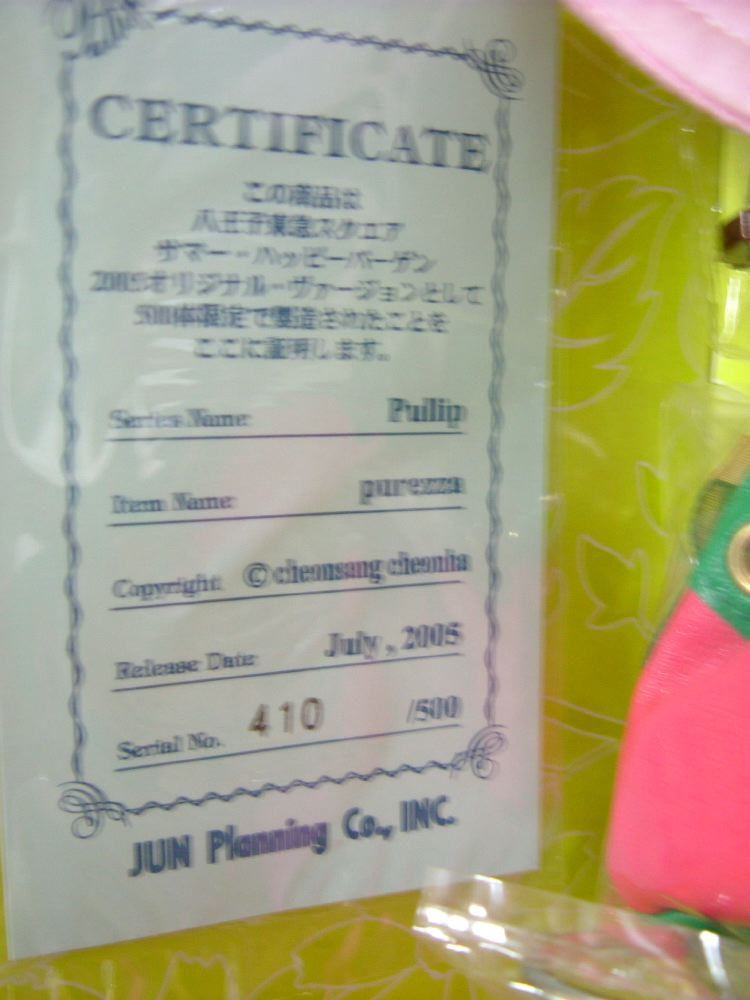 CERTIFICATE
この商品は
八王子東急スクエア
サマー・ハッピーバーゲン
2005オリジナル・ヴァージョンとして
500体限定で製造されたことを
ここに証明します。
Series Name: Pullip
Item Name: purezza
Copyright: © cheonsang cheonha
Release Date: July , 2005
Serial No. 410 /500
JUN Planning Co., INC.